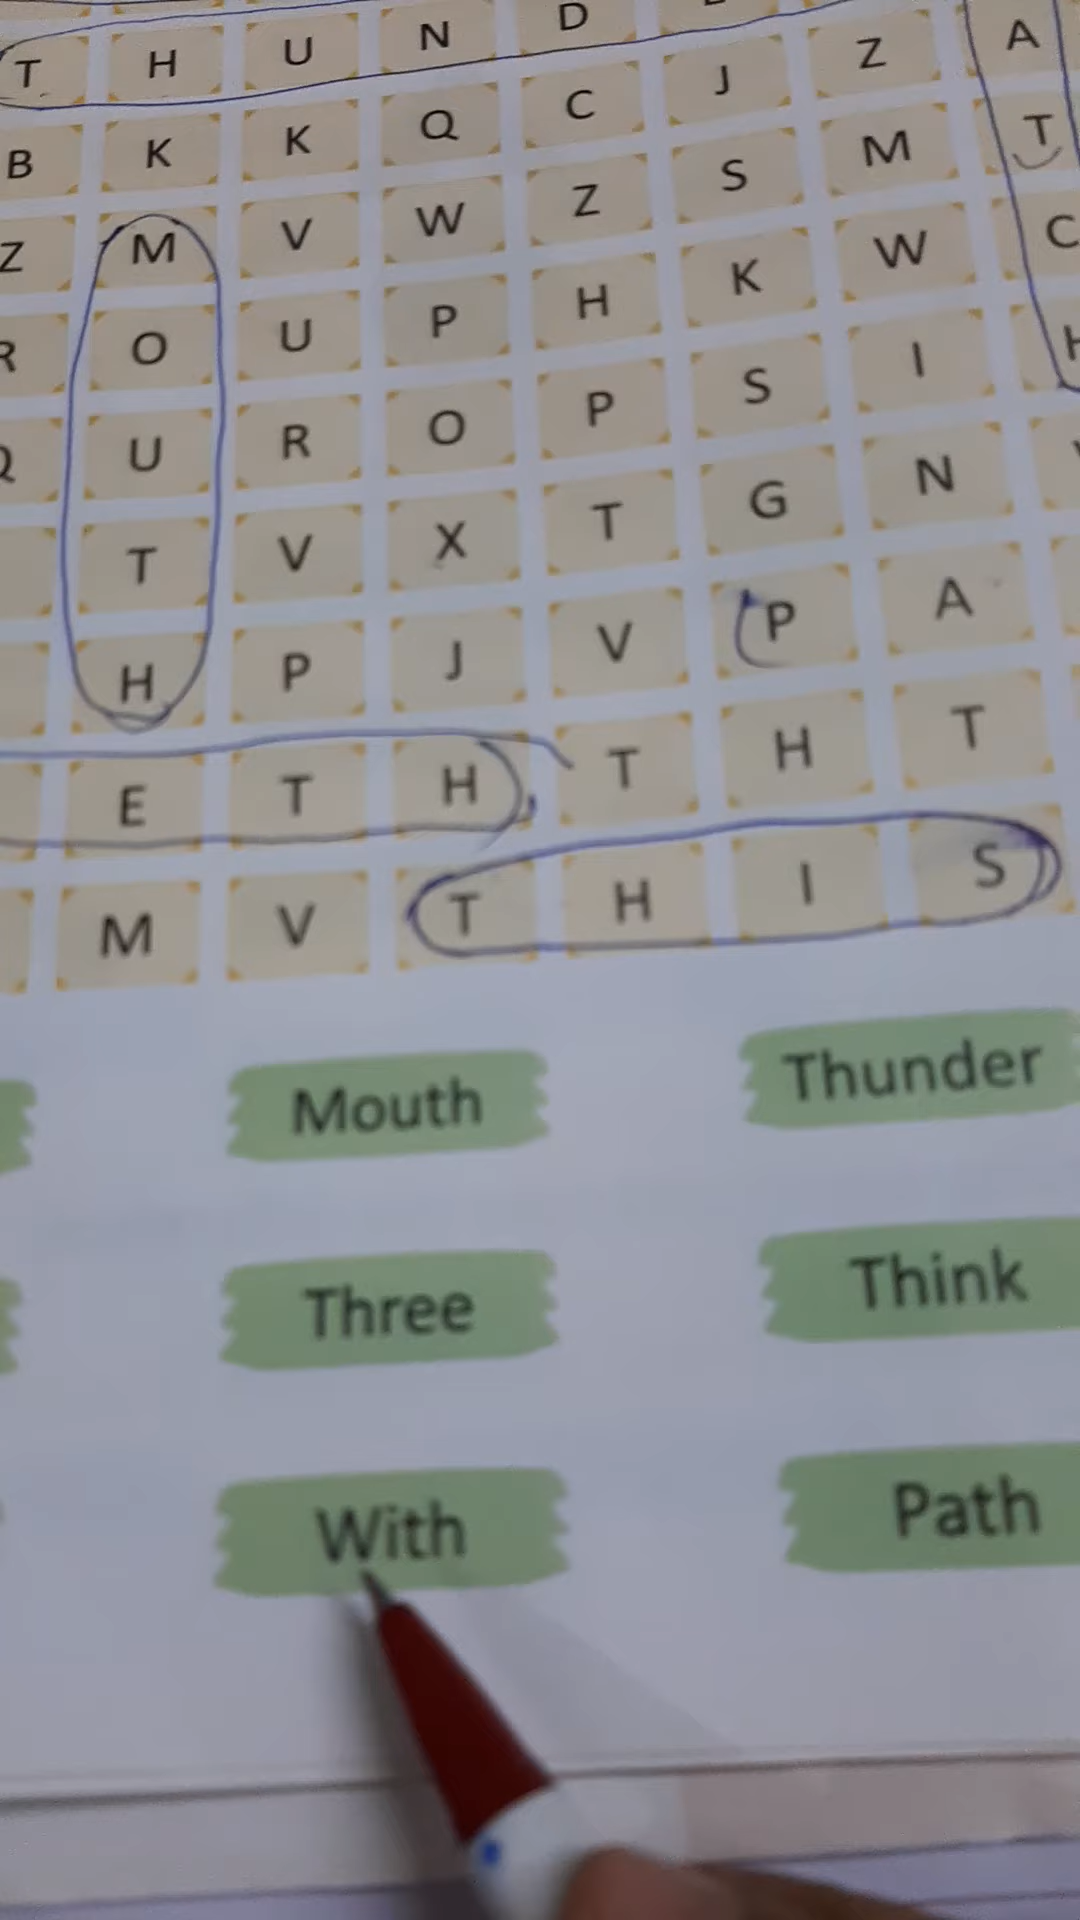 T H U N D
B K K Q C J Z A
Z M V W Z S M T
R O U P H K W C
Q U R O P S I H
T V X T G N
H P J V P A
E T H T H T
M V T H I S
Mouth Thunder
Three Think
With Path